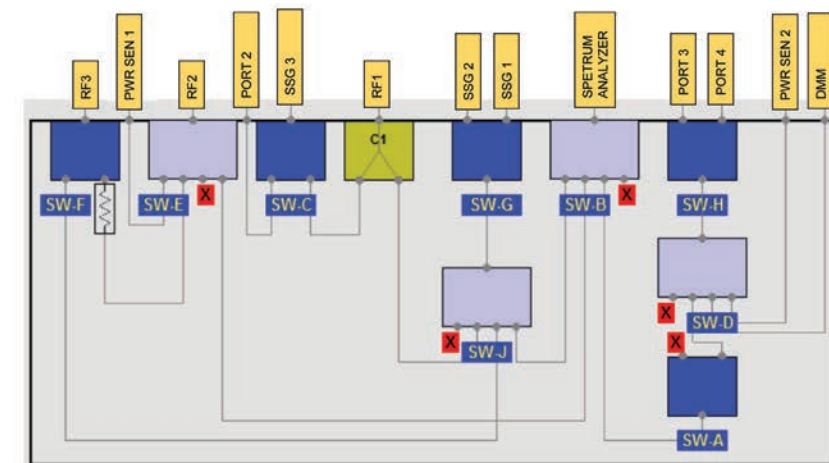 RF3
PWR SEN 1
RF2
PORT 2
SSG 3
RF1
SSG 2
SSG 1
SPETRUM
ANALYZER
PORT 3
PORT 4
PWR SEN 2
DMM
C1
SW-F
SW-E
X
SW-C
SW-G
SW-B
X
SW-H
X
SW-D
X
SW-J
X
SW-A